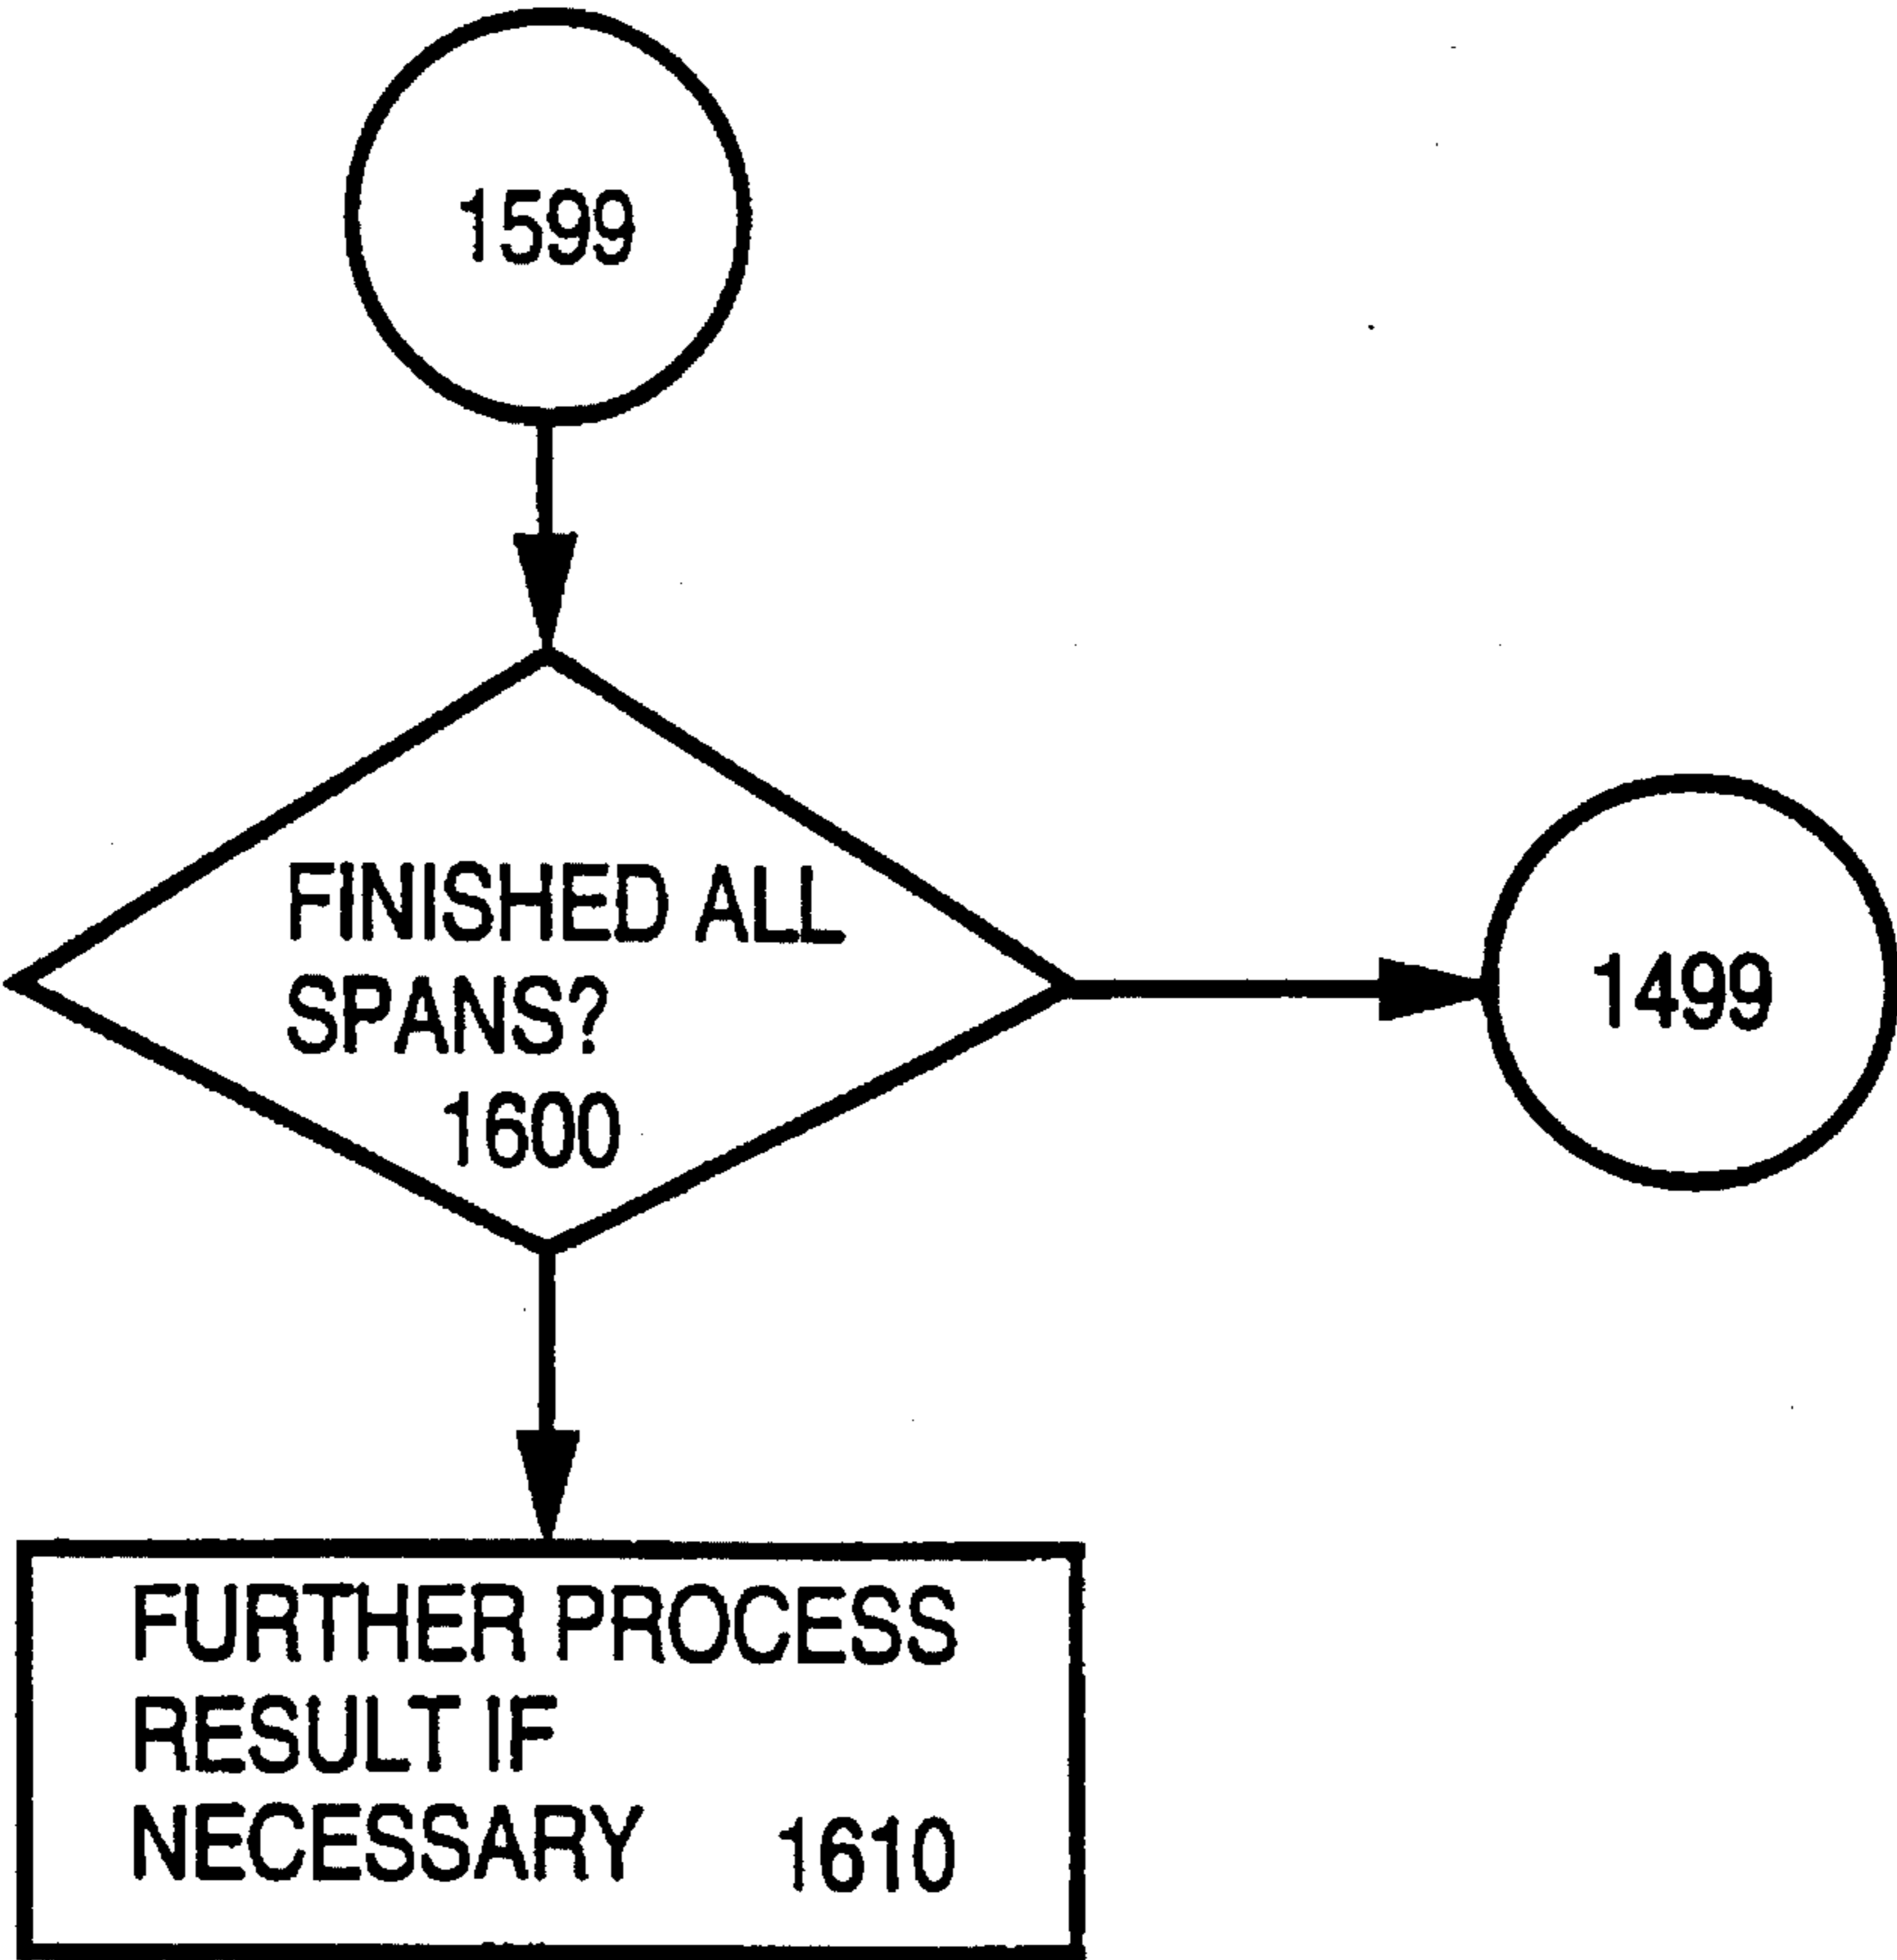 1599
FINISHED ALL
SPANS?
1600
1499
FURTHER PROCESS
RESULT IF
NECESSARY 1610